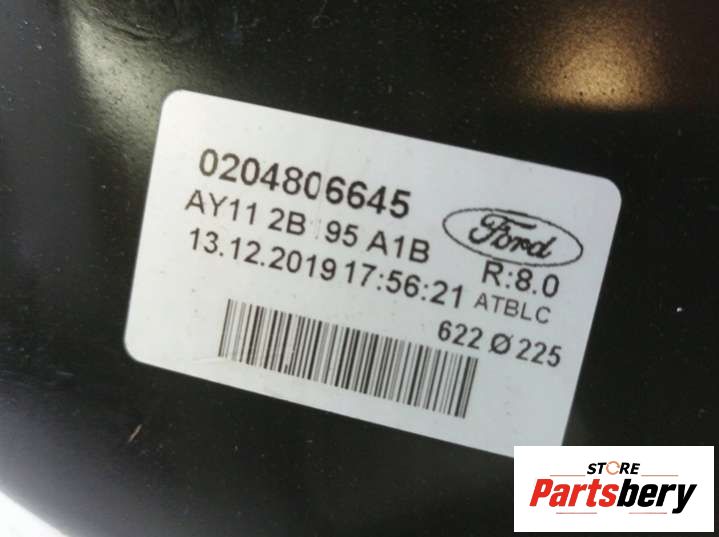 0204806645
AY11 2B 95 A1B
Ford
13.12.2019 17:56:21
R:8.0
ATBLC
622 Ø 225
STORE
Partsbery